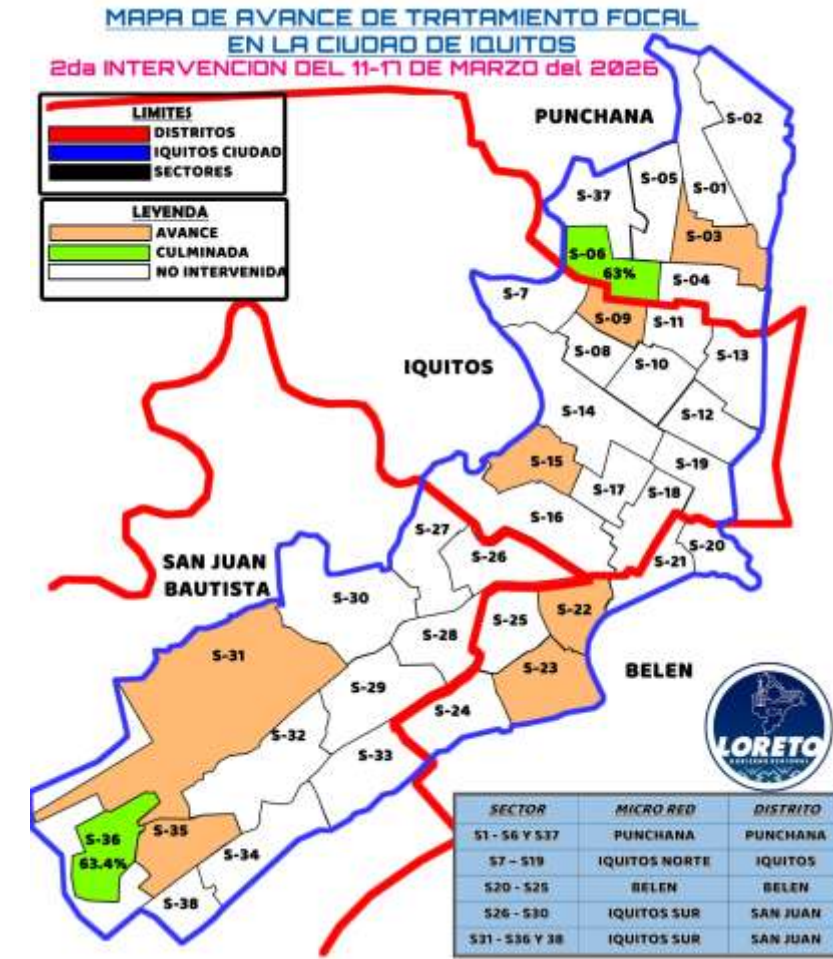 MAPA DE AVANCE DE TRATAMIENTO FOCAL
EN LA CIUDAD DE IQUITOS
2da INTERVENCION DEL 11-17 DE MARZO del 2026
LIMITES
DISTRITOS
IQUITOS CIUDAD
SECTORES
LEYENDA
AVANCE
CULMINADA
NO INTERVENIDA
PUNCHANA
S-02
S-05
S-01
S-37
S-03
S-06
63%
S-04
S-7
S-09
S-11
S-08
S-10
S-13
IQUITOS
S-14
S-12
S-15
S-19
S-17
S-18
S-16
S-27
S-26
S-20
S-21
SAN JUAN
BAUTISTA
S-30
S-22
S-25
S-28
S-31
S-23
BELEN
S-29
S-24
S-32
S-33
S-35
S-36
63.4%
S-34
S-38
LORETO
GOBIERNO REGIONAL
SECTOR MICRO RED DISTRITO
S1 - S6 Y S37 PUNCHANA PUNCHANA
S7 – S19 IQUITOS NORTE IQUITOS
S20 - S25 BELEN BELEN
S26 - S30 IQUITOS SUR SAN JUAN
S31 - S36 Y 38 IQUITOS SUR SAN JUAN